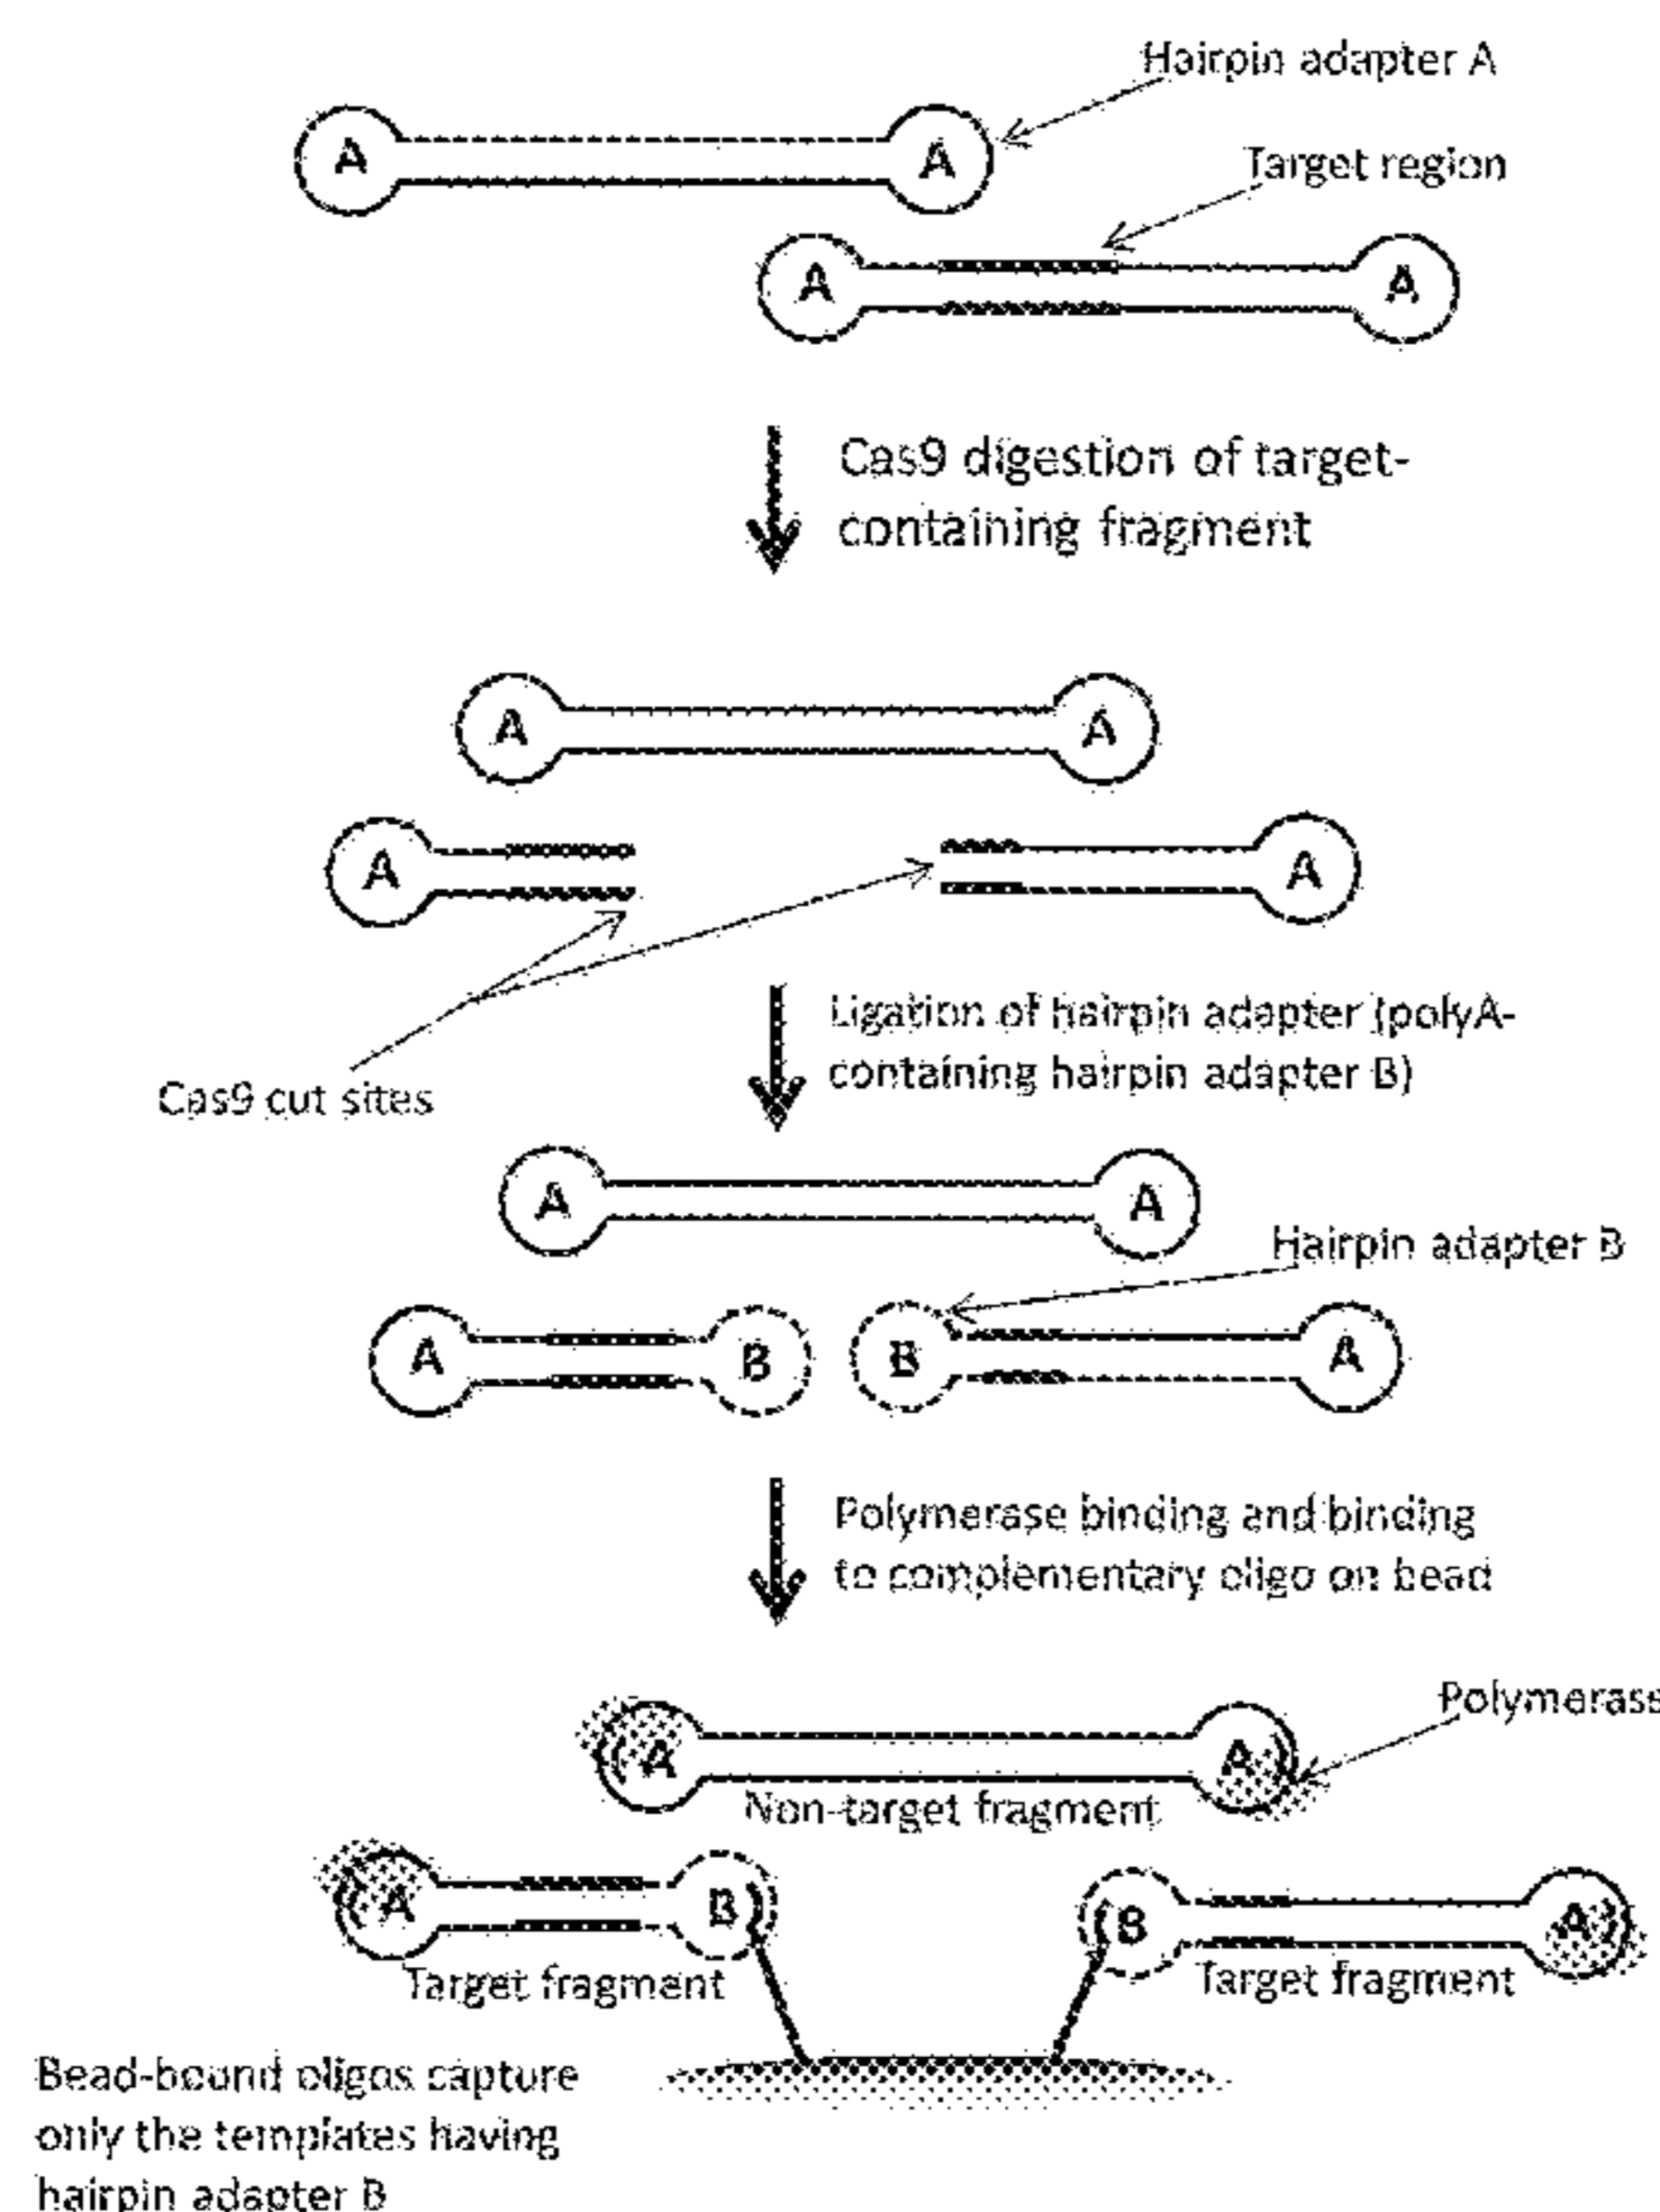 Hairpin adapter A
A A
Target region
A A
Cas9 digestion of target-
containing fragment
A A
A A
Ligation of hairpin adapter (polyA-
containing hairpin adapter B)
Cas9 cut sites
A A
Hairpin adapter B
A B B A
Polymerase binding and binding
to complementary oligo on bead
Polymerase
A A
Non-target fragment
A B B A
Target fragment Target fragment
Bead-bound oligos capture
only the templates having
hairpin adapter B